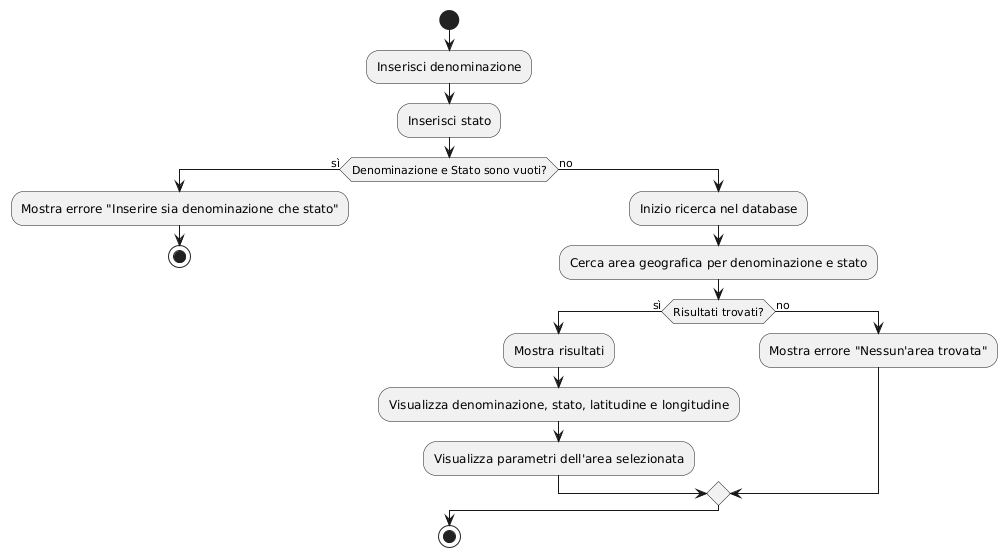 Inserisci denominazione
Inserisci stato
sì
Denominazione e Stato sono vuoti?
no
Mostra errore "Inserire sia denominazione che stato"
Inizio ricerca nel database
Cerca area geografica per denominazione e stato
sì
Risultati trovati?
no
Mostra risultati
Mostra errore "Nessun'area trovata"
Visualizza denominazione, stato, latitudine e longitudine
Visualizza parametri dell'area selezionata